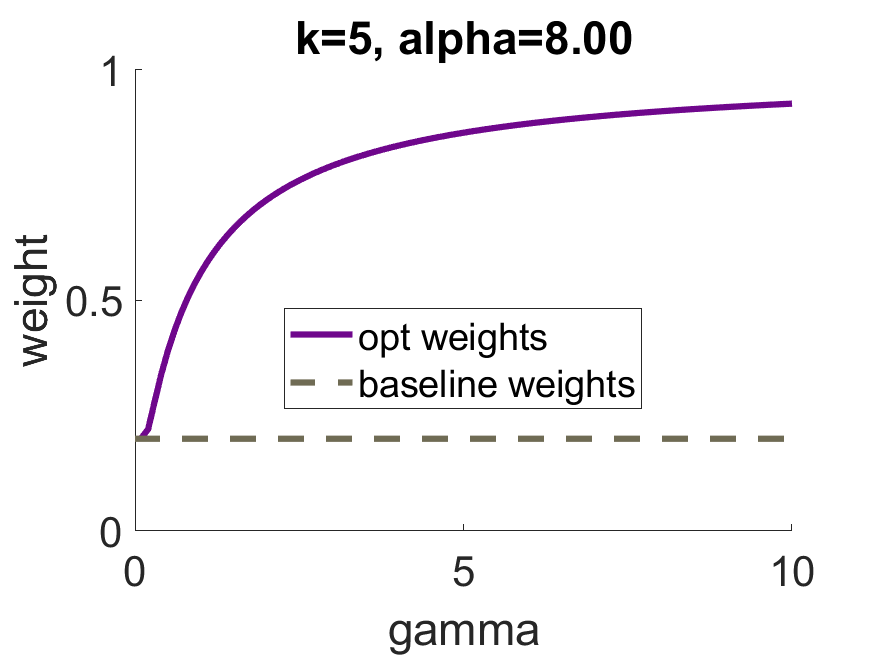 k=5, alpha=8.00
1
0.5
0
weight
opt weights
baseline weights
0 5 10
gamma